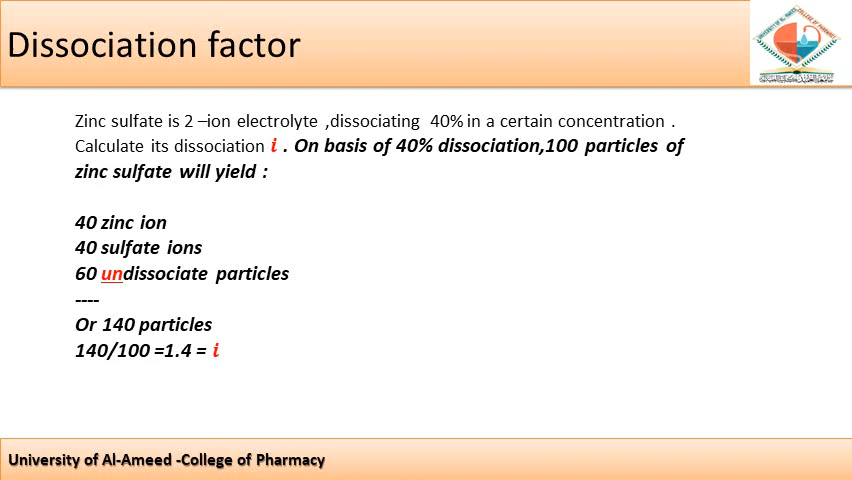 Dissociation factor
Zinc sulfate is 2 –ion electrolyte ,dissociating 40% in a certain concentration .
Calculate its dissociation i . On basis of 40% dissociation,100 particles of
zinc sulfate will yield :
40 zinc ion
40 sulfate ions
60 undissociate particles
----
Or 140 particles
140/100 =1.4 = i
University of Al-Ameed -College of Pharmacy